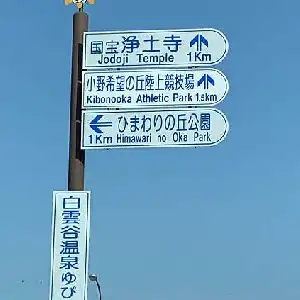 国宝 浄土寺
Jodoji Temple 1Km
小野希望の丘陸上競技場
Kibonooka Athletic Park 1.5km
ひまわりの丘公園
1Km Himawari no Oka Park
白雲谷温泉ゆぴ